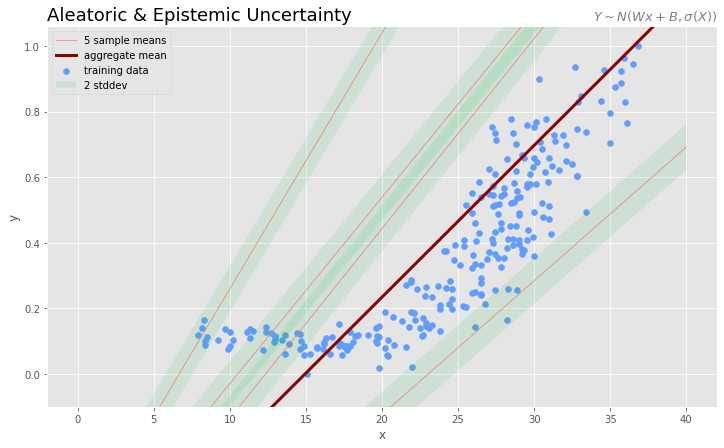 Aleatoric & Epistemic Uncertainty
Y ~ N(Wx + B, σ(X))
5 sample means
aggregate mean
training data
2 stddev
1.0
0.8
0.6
0.4
0.2
0.0
y
0 5 10 15 20 25 30 35 40
x